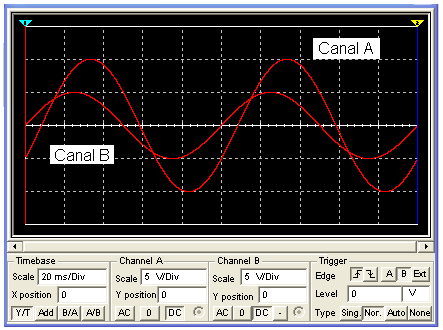 1 2
Canal A
Canal B
Timebase Channel A Channel B Trigger
Scale 20 ms/Div Scale 5 V/Div Scale 5 V/Div Edge A B Ext
X position 0 Y position 0 Y position 0 Level 0 V
Y/T Add B/A A/B AC 0 DC AC 0 DC - Type Sing. Nor. Auto None